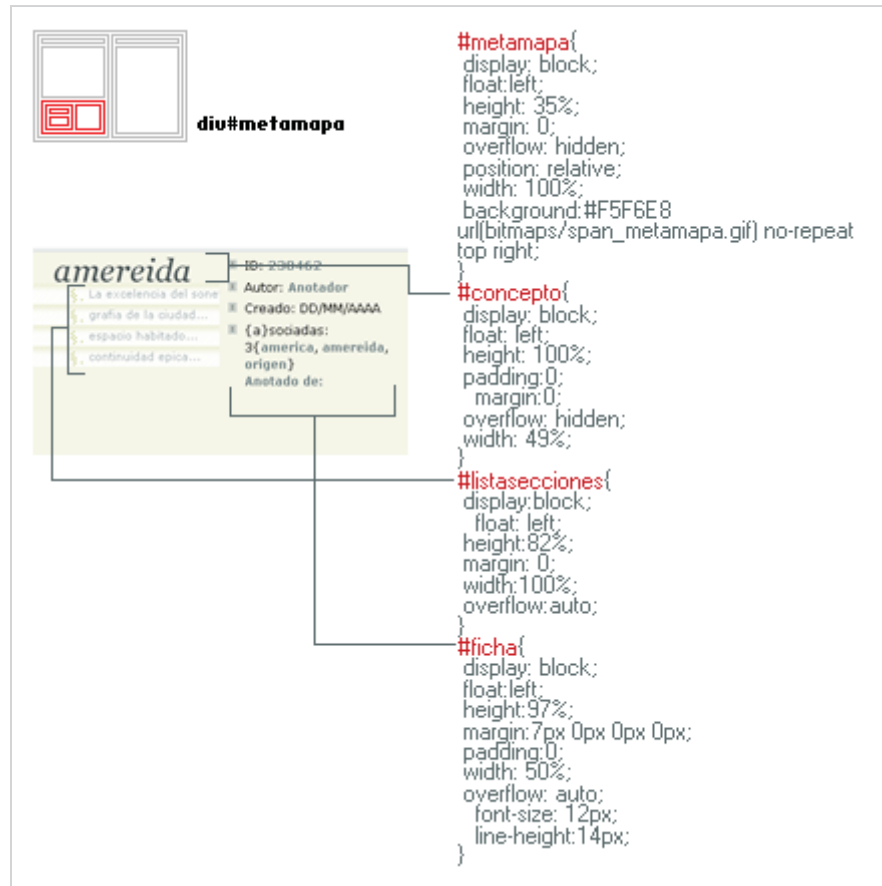 div#metamapa
amereida
§. La excelencia del sone
§. grafia de la ciudad...
§. espacio habitado...
§. continuidad epica...
ID: 230462
Autor: Anotador
Creado: DD/MM/AAAA
{a}sociadas:
3{america, amereida,
origen}
Anotado de:
#metamapa{
display: block;
float:left;
height: 35%;
margin: 0;
overflow: hidden;
position: relative;
width: 100%;
background:#F5F6E8
url(bitmaps/span_metamapa.gif) no-repeat
top right;
}
#concepto{
display: block;
float: left;
height: 100%;
padding:0;
margin:0;
overflow: hidden;
width: 49%;
}
#listasecciones{
display:block;
float: left;
height:82%;
margin: 0;
width:100%;
overflow:auto;
}
#ficha{
display: block;
float:left;
height:97%;
margin:7px 0px 0px 0px;
padding:0;
width: 50%;
overflow: auto;
font-size: 12px;
line-height:14px;
}